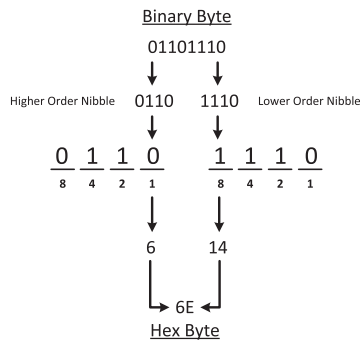 Binary Byte
01101110
Higher Order Nibble 0110 1110 Lower Order Nibble
0 1 1 0 1 1 1 0
8 4 2 1 8 4 2 1
6 14
6E
Hex Byte